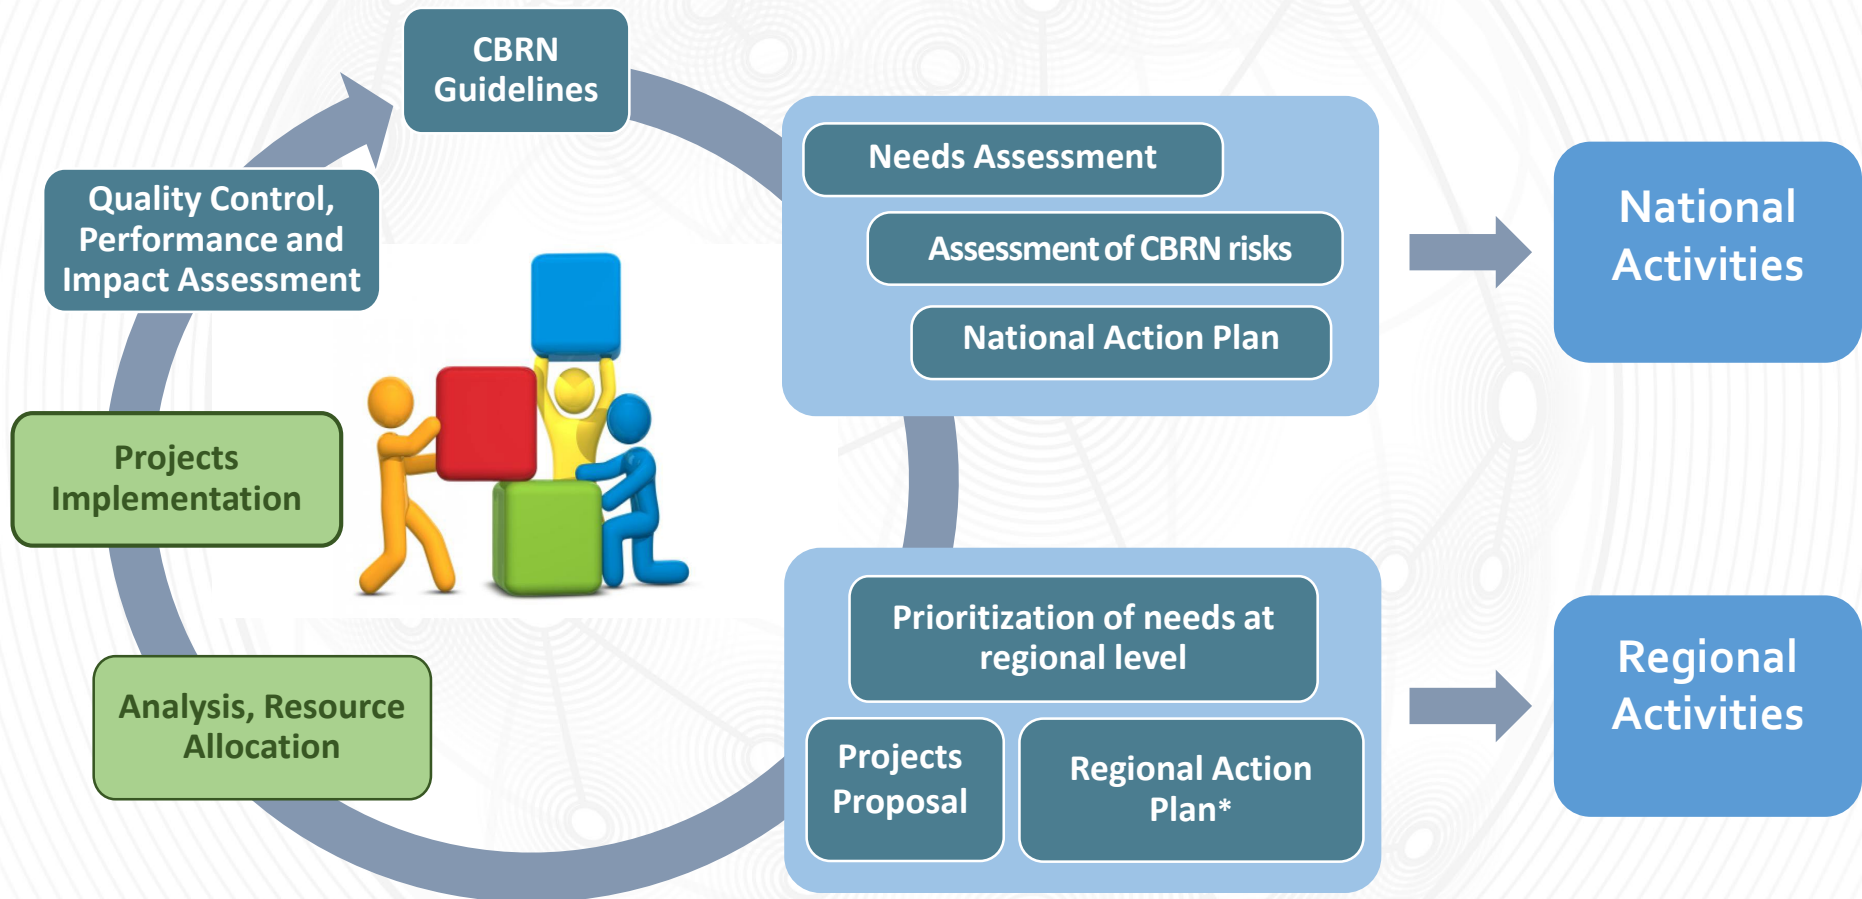 CBRN
Guidelines
Needs Assessment
Assessment of CBRN risks
National Action Plan
National
Activities
Quality Control,
Performance and
Impact Assessment
Projects
Implementation
Analysis, Resource
Allocation
Prioritization of needs at
regional level
Projects
Proposal
Regional Action
Plan*
Regional
Activities